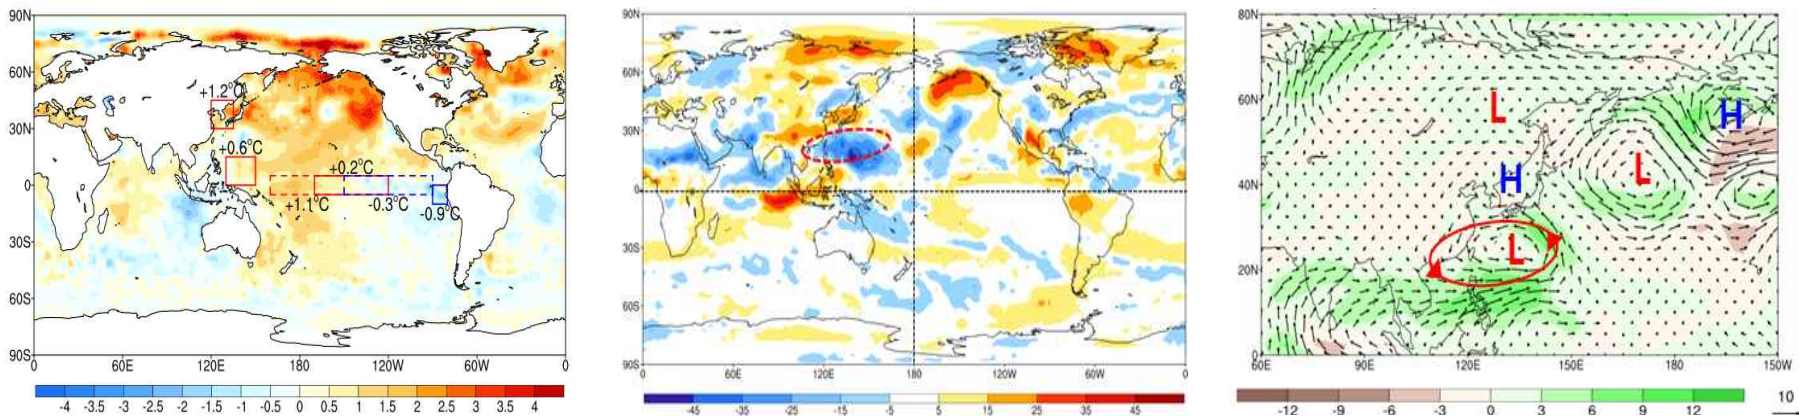 90N
60N
30N
0
30S
60S
90S
+1.2°C
+0.6°C
+0.2°C
+1.1°C
-0.3°C
-0.9°C
0 60E 120E 180 120W 60W 0
-4 -3.5 -3 -2.5 -2 -1.5 -1 -0.5 0 0.5 1 1.5 2 2.5 3 3.5 4
90N
60N
30N
0
30S
60S
90S
0 60E 120E 180 120W 60W 0
-45 -35 -25 -15 -5 5 15 25 35 45 55
80N
60N
40N
20N
0
L
H
L
H
L
60E 90E 120E 150E 180 150W
-12 -9 -6 -3 0 3 6 9 12
10